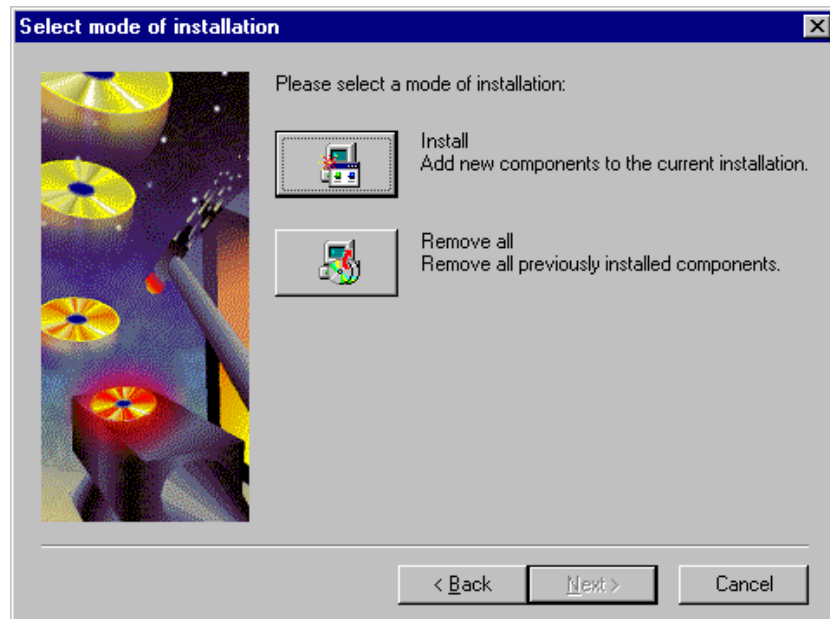 Select mode of installation
Please select a mode of installation:
Install
Add new components to the current installation.
Remove all
Remove all previously installed components.
< Back
Next >
Cancel